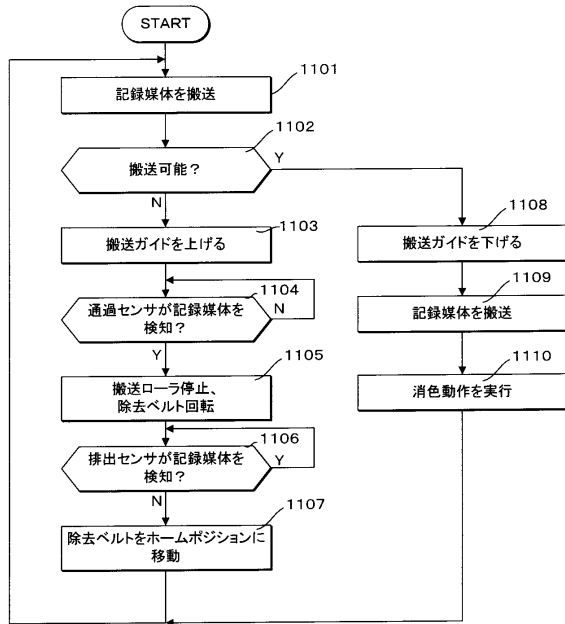 START
1101
記録媒体を搬送
1102
搬送可能?
Y
N
1103
搬送ガイドを上げる
1104
通過センサが記録媒体を
検知?
N
Y
1105
搬送ローラ停止、
除去ベルト回転
1106
排出センサが記録媒体を
検知?
Y
N
1107
除去ベルトをホームポジションに
移動
1108
搬送ガイドを下げる
1109
記録媒体を搬送
1110
消色動作を実行